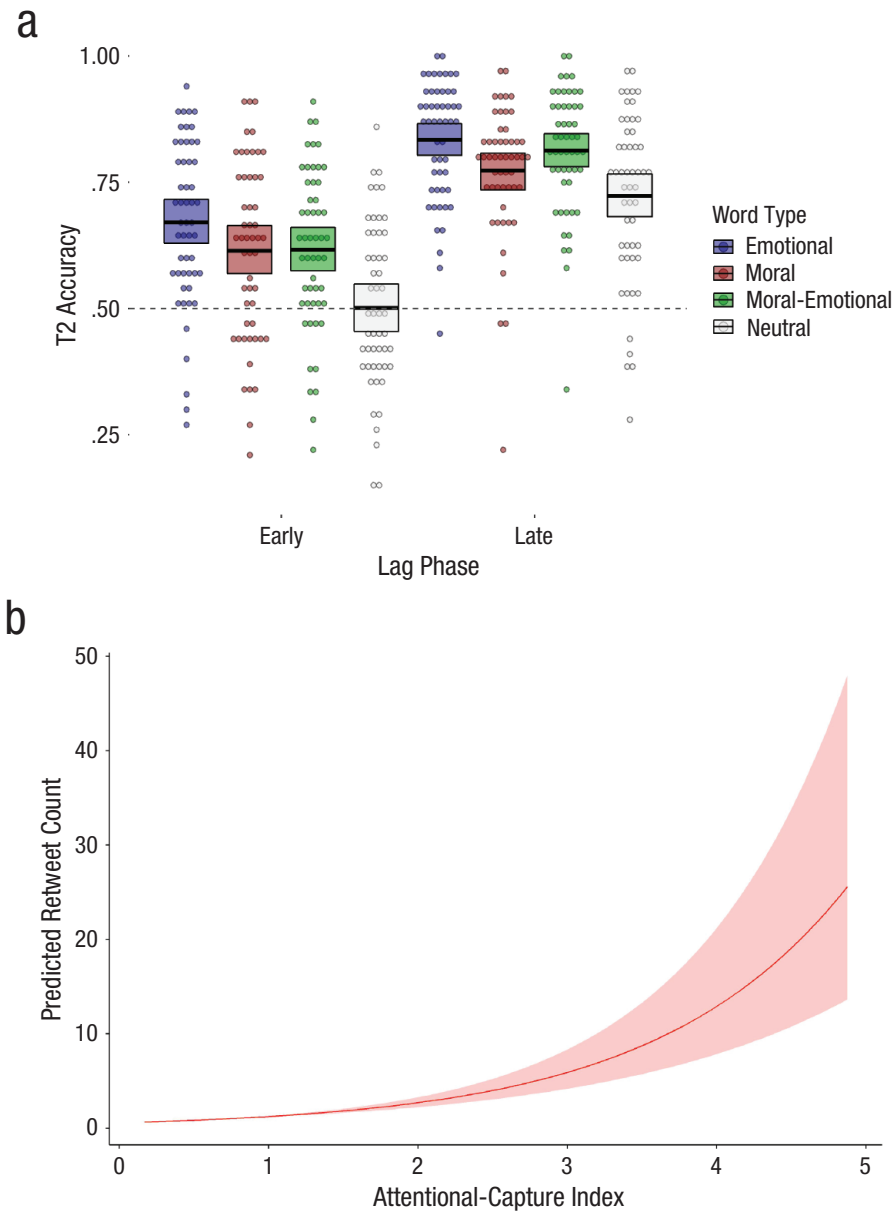 a
1.00
.75
.50
.25
T2 Accuracy
Early
Late
Lag Phase
Word Type
Emotional
Moral
Moral-Emotional
Neutral
b
50
40
30
20
10
0
Predicted Retweet Count
0 1 2 3 4 5
Attentional-Capture Index